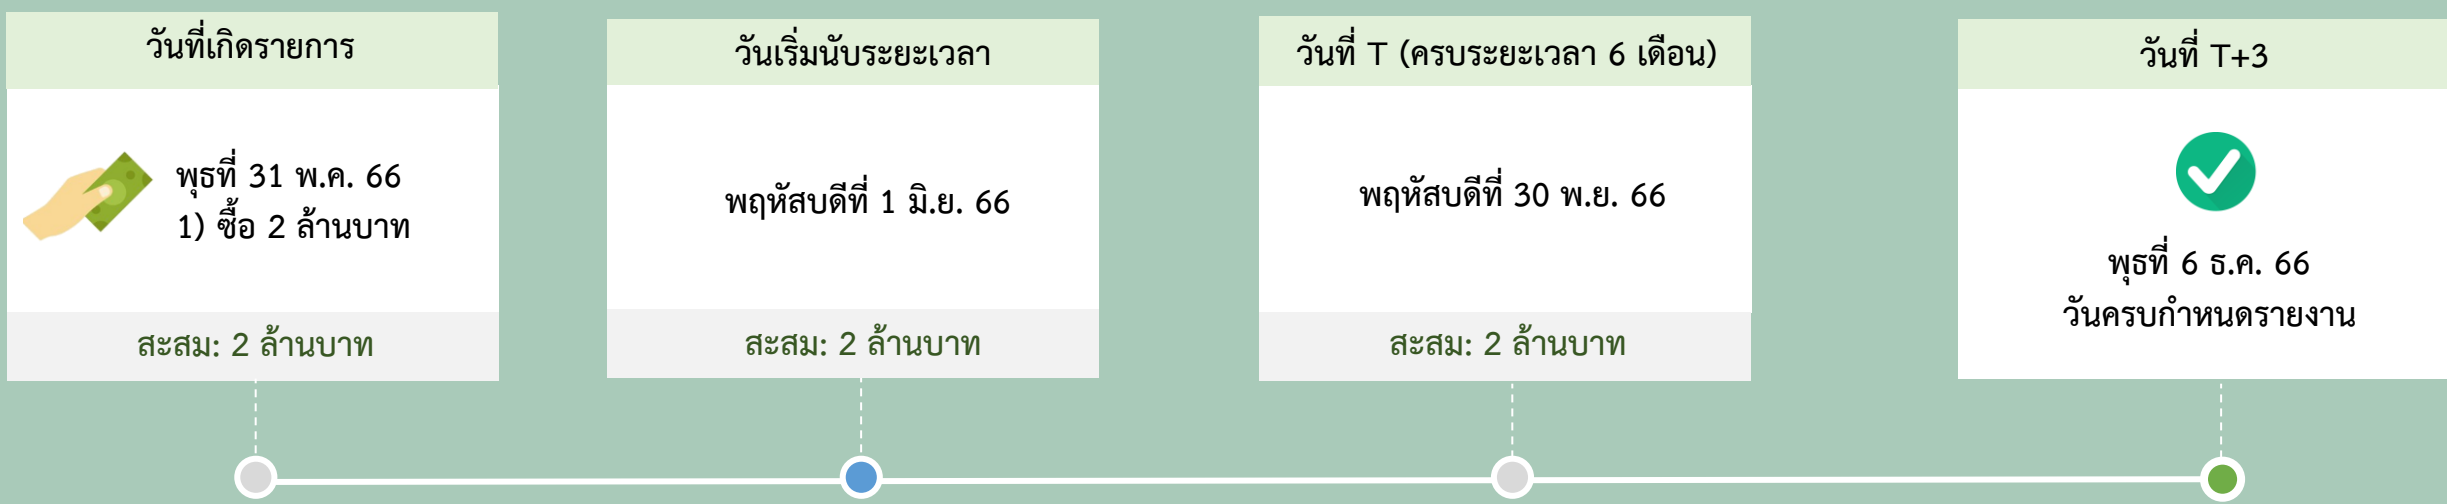 วันที่เกิดรายการ
พุธที่ 31 พ.ค. 66
1) ซื้อ 2 ล้านบาท
สะสม: 2 ล้านบาท
วันเริ่มนับระยะเวลา
พฤหัสบดีที่ 1 มิ.ย. 66
สะสม: 2 ล้านบาท
วันที่ T (ครบระยะเวลา 6 เดือน)
พฤหัสบดีที่ 30 พ.ย. 66
สะสม: 2 ล้านบาท
วันที่ T+3
พุธที่ 6 ธ.ค. 66
วันครบกำหนดรายงาน